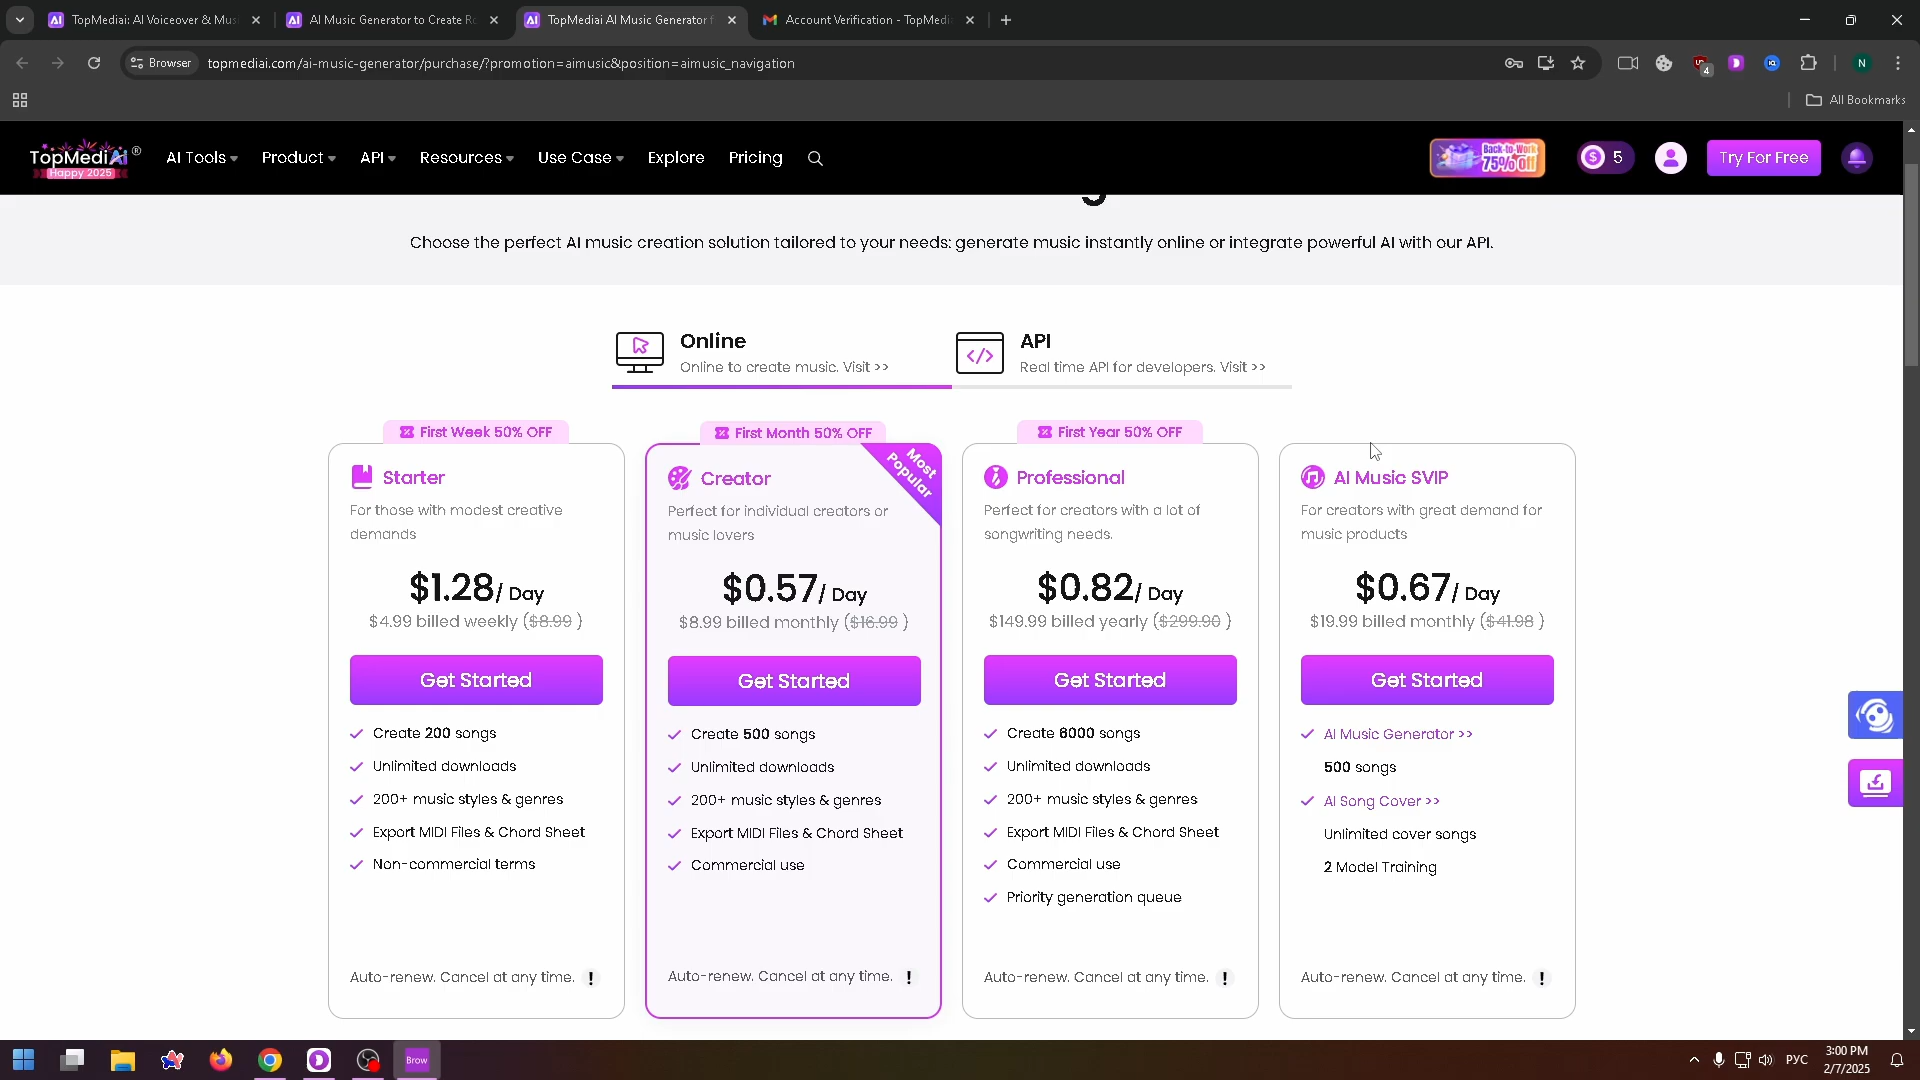 TopMediai: AI Voiceover & Mus
AI Music Generator to Create Ro
TopMediai AI Music Generator f
Account Verification - TopMedia
Browser
topmediai.com/ai-music-generator/purchase/?promotion=aimusic&position=aimusic_navigation
4
N
All Bookmarks
TopMediAi ®
Happy 2025
AI Tools
Product
API
Resources
Use Case
Explore
Pricing
Back-to-Work
75% Off
5
Try For Free
Choose the perfect AI music creation solution tailored to your needs: generate music instantly online or integrate powerful AI with our API.
Online
Online to create music. Visit >>
API
Real time API for developers. Visit >>
First Week 50% OFF
Starter
For those with modest creative
demands
$1.28/ Day
$4.99 billed weekly ($8.99 )
Get Started
Create 200 songs
Unlimited downloads
200+ music styles & genres
Export MIDI Files & Chord Sheet
Non-commercial terms
Auto-renew. Cancel at any time. !
First Month 50% OFF
Most
Popular
Creator
Perfect for individual creators or
music lovers
$0.57/ Day
$8.99 billed monthly ($16.99 )
Get Started
Create 500 songs
Unlimited downloads
200+ music styles & genres
Export MIDI Files & Chord Sheet
Commercial use
Auto-renew. Cancel at any time. !
First Year 50% OFF
Professional
Perfect for creators with a lot of
songwriting needs.
$0.82/ Day
$149.99 billed yearly ($299.90 )
Get Started
Create 6000 songs
Unlimited downloads
200+ music styles & genres
Export MIDI Files & Chord Sheet
Commercial use
Priority generation queue
Auto-renew. Cancel at any time. !
AI Music SVIP
For creators with great demand for
music products
$0.67/ Day
$19.99 billed monthly ($41.98 )
Get Started
AI Music Generator >>
500 songs
AI Song Cover >>
Unlimited cover songs
2 Model Training
Auto-renew. Cancel at any time. !
Brow
РУС
3:00 PM
2/7/2025